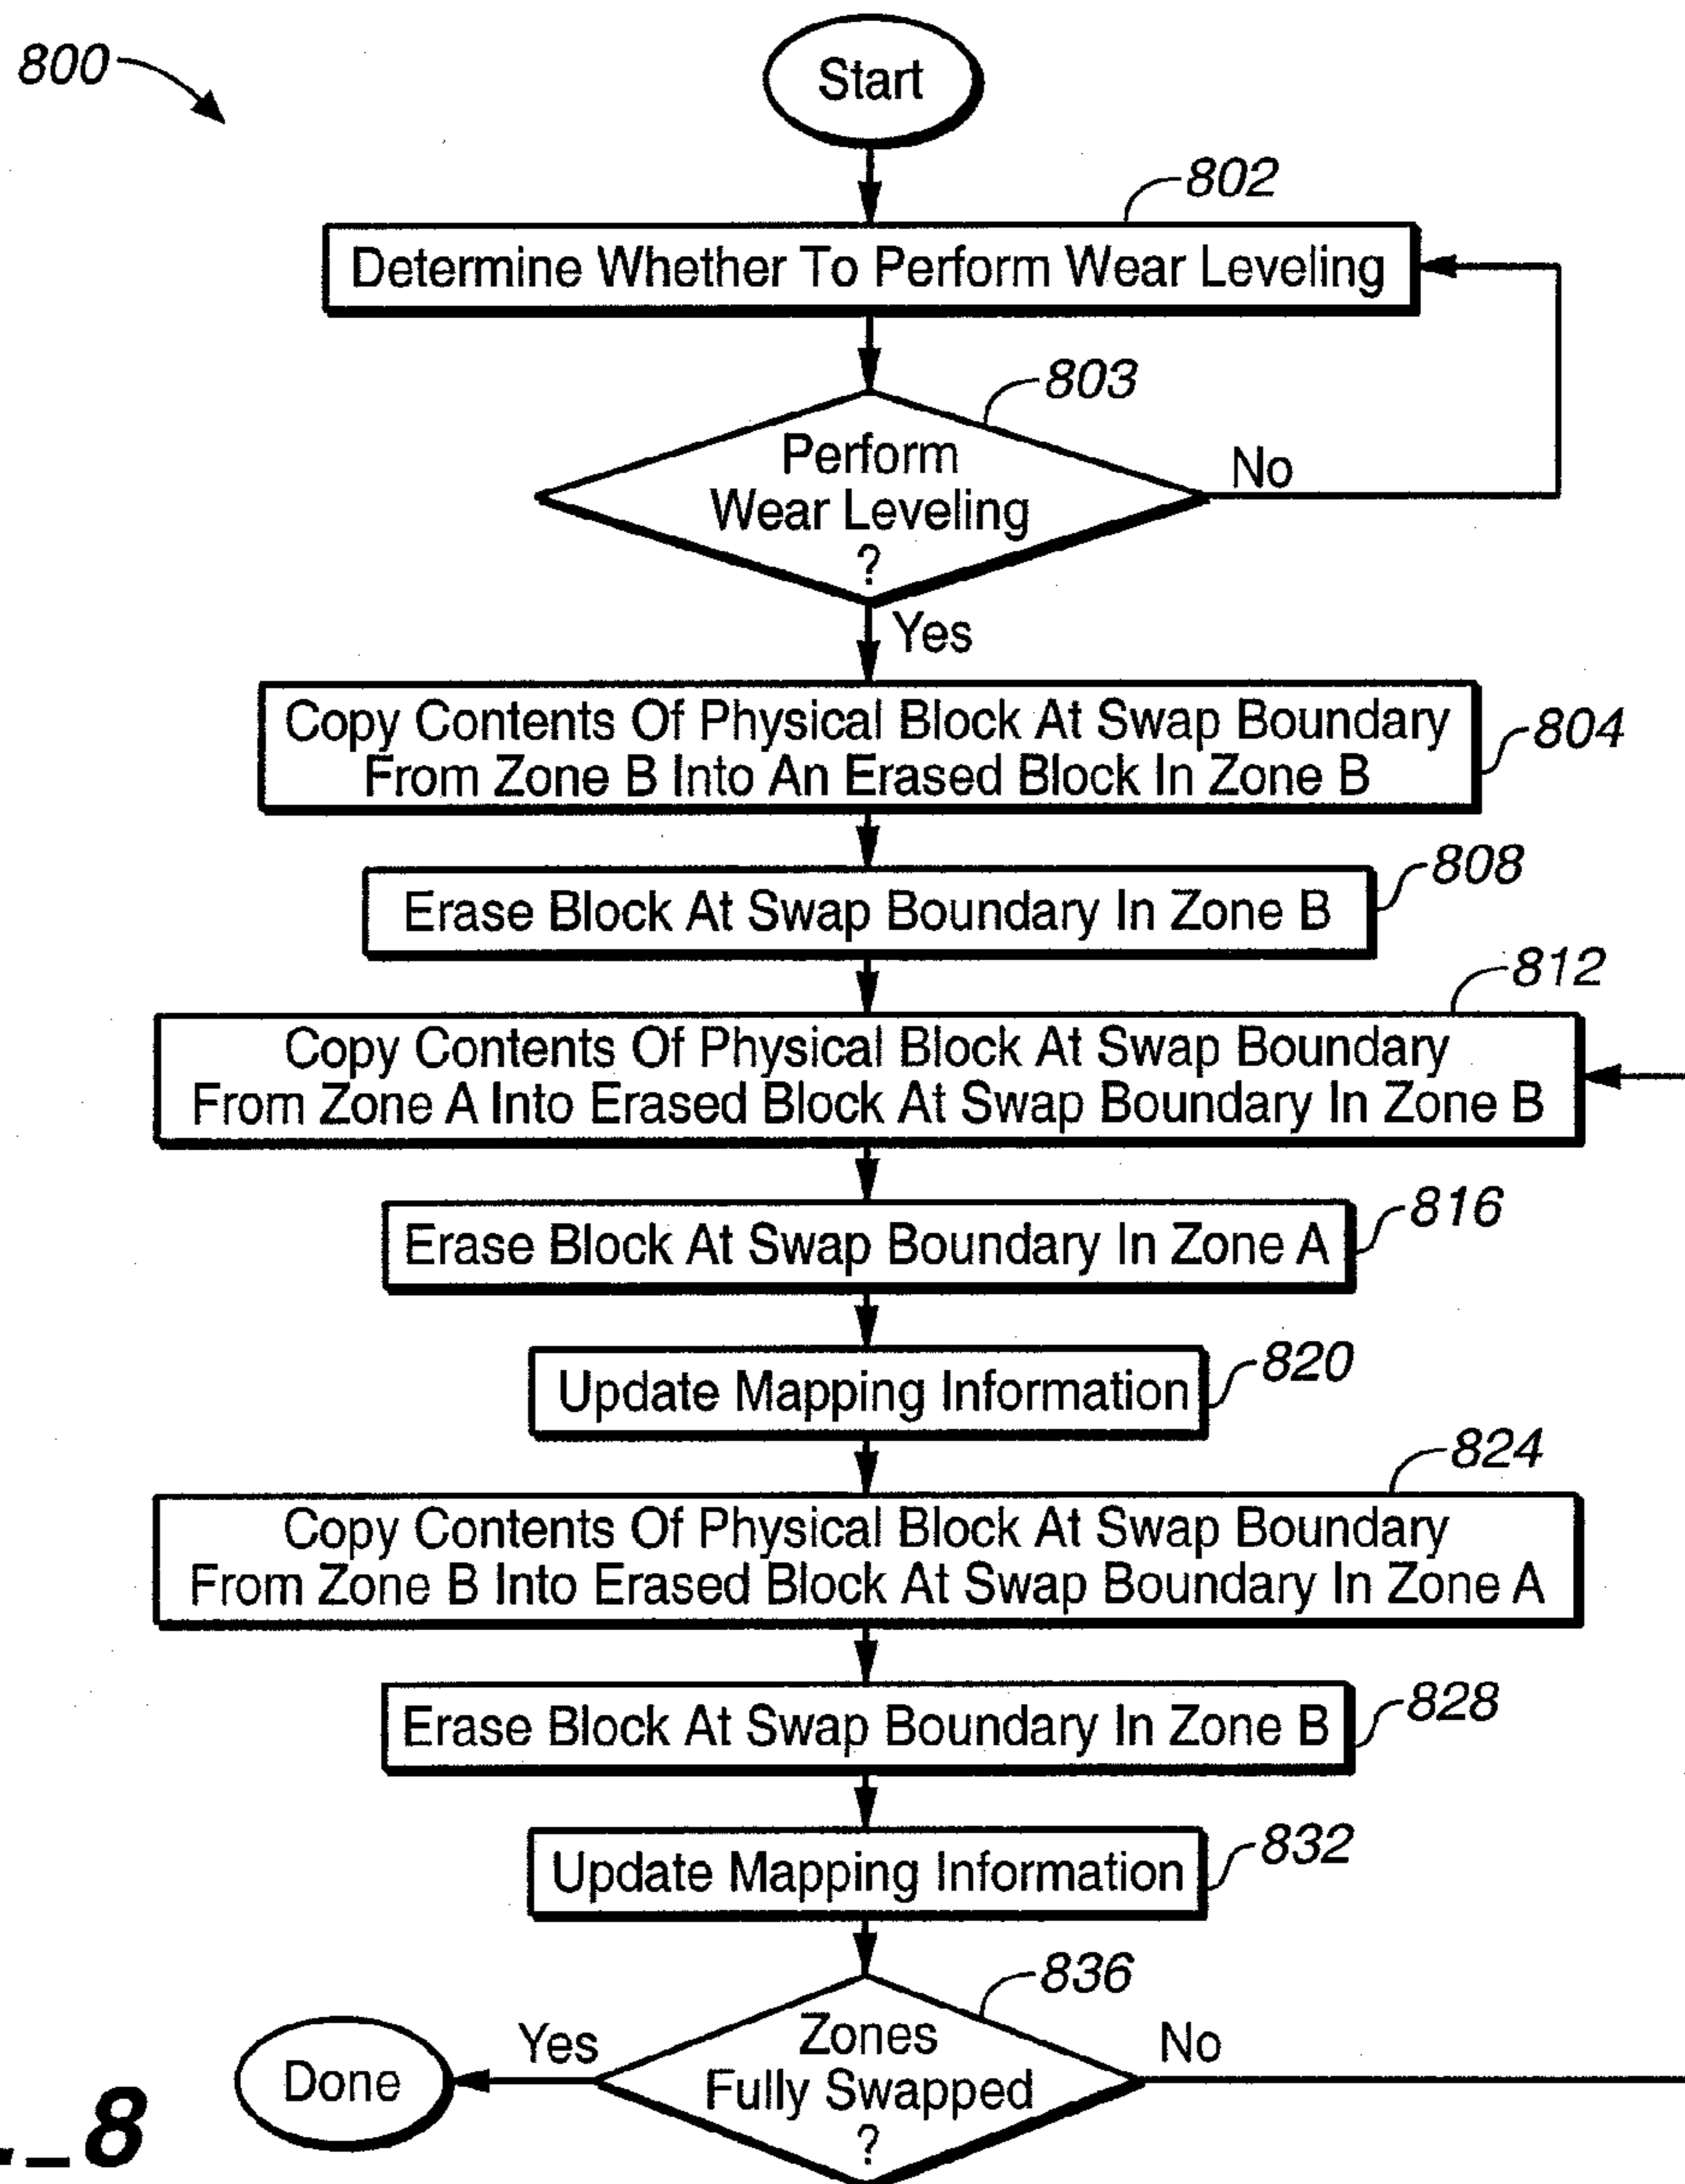 800
Start
802
Determine Whether To Perform Wear Leveling
803
Perform
Wear Leveling
?
No
Yes
Copy Contents Of Physical Block At Swap Boundary
From Zone B Into An Erased Block In Zone B
804
808
Erase Block At Swap Boundary In Zone B
812
Copy Contents Of Physical Block At Swap Boundary
From Zone A Into Erased Block At Swap Boundary In Zone B
816
Erase Block At Swap Boundary In Zone A
820
Update Mapping Information
824
Copy Contents Of Physical Block At Swap Boundary
From Zone B Into Erased Block At Swap Boundary In Zone A
828
Erase Block At Swap Boundary In Zone B
832
Update Mapping Information
836
Zones
Fully Swapped
?
Yes
No
Done
._8